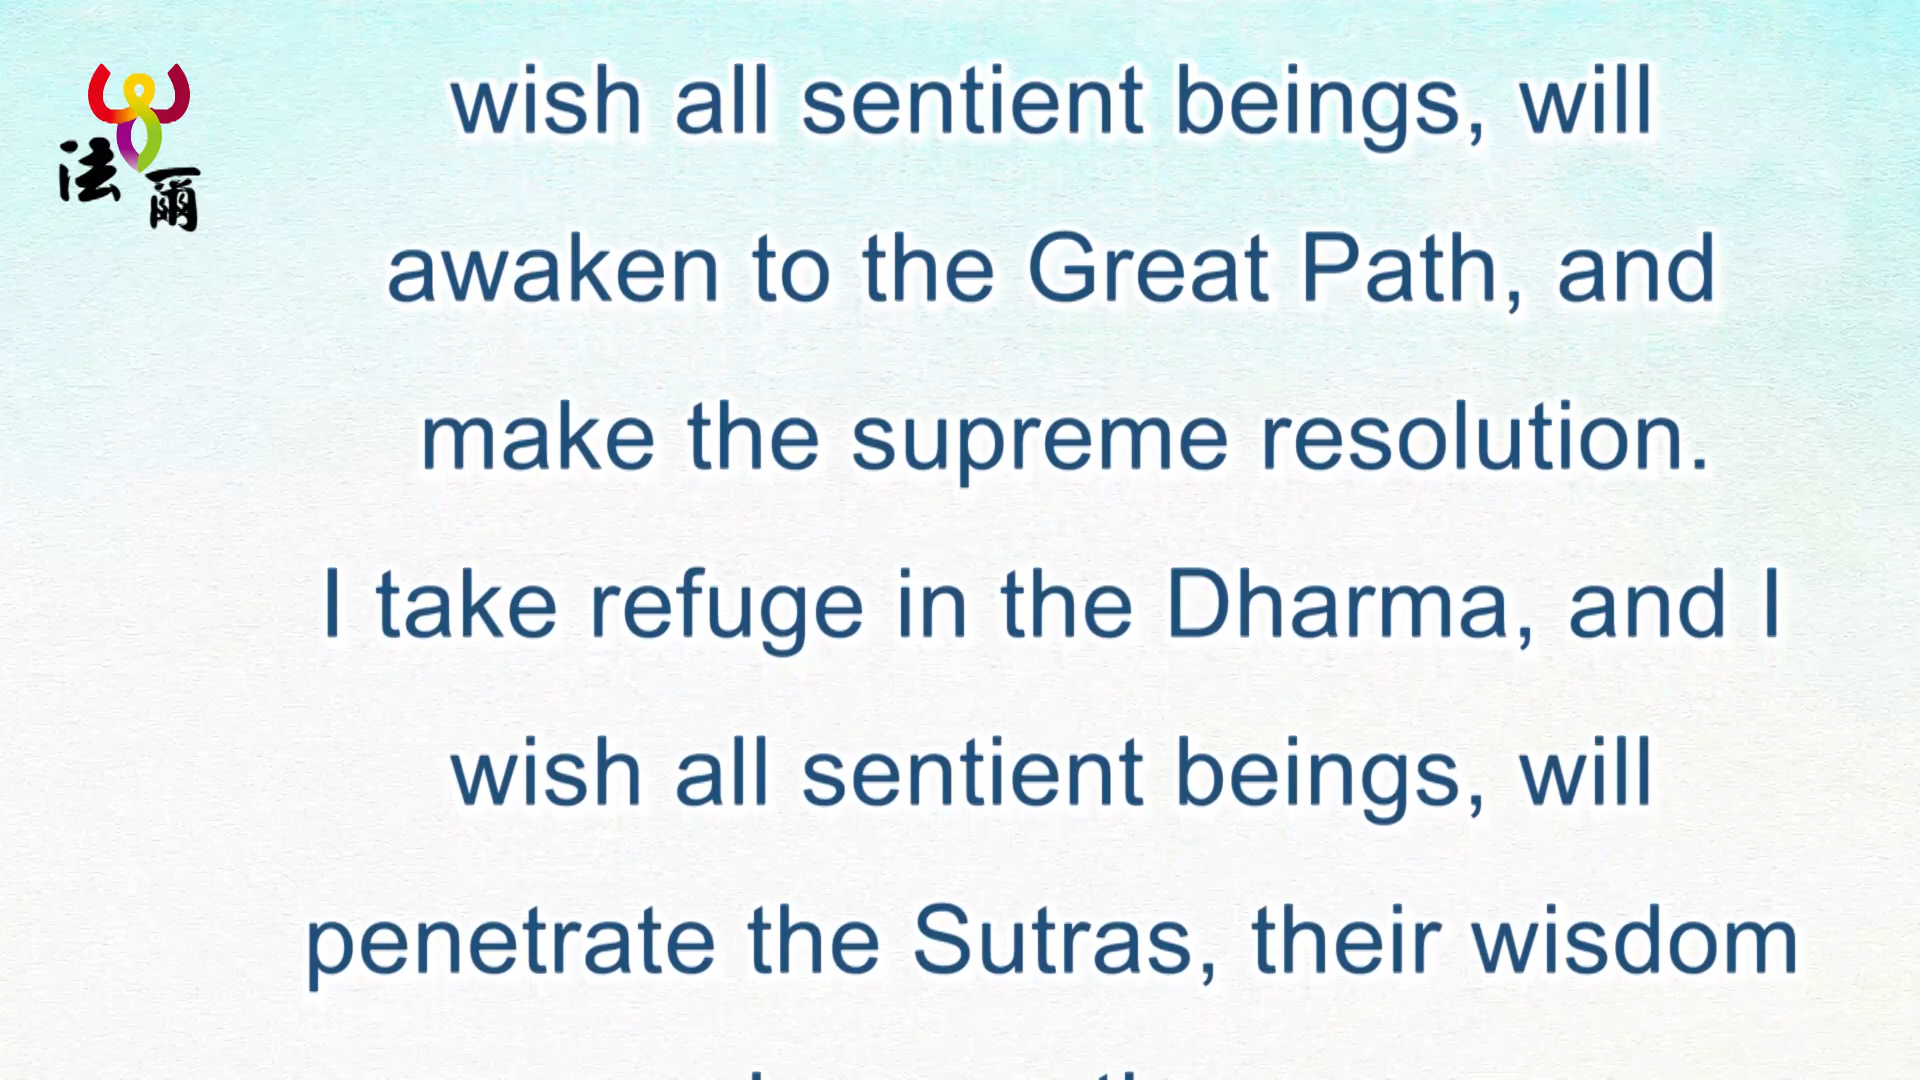 法爾
wish all sentient beings, will
awaken to the Great Path, and
make the supreme resolution.
I take refuge in the Dharma, and I
wish all sentient beings, will
penetrate the Sutras, their wisdom